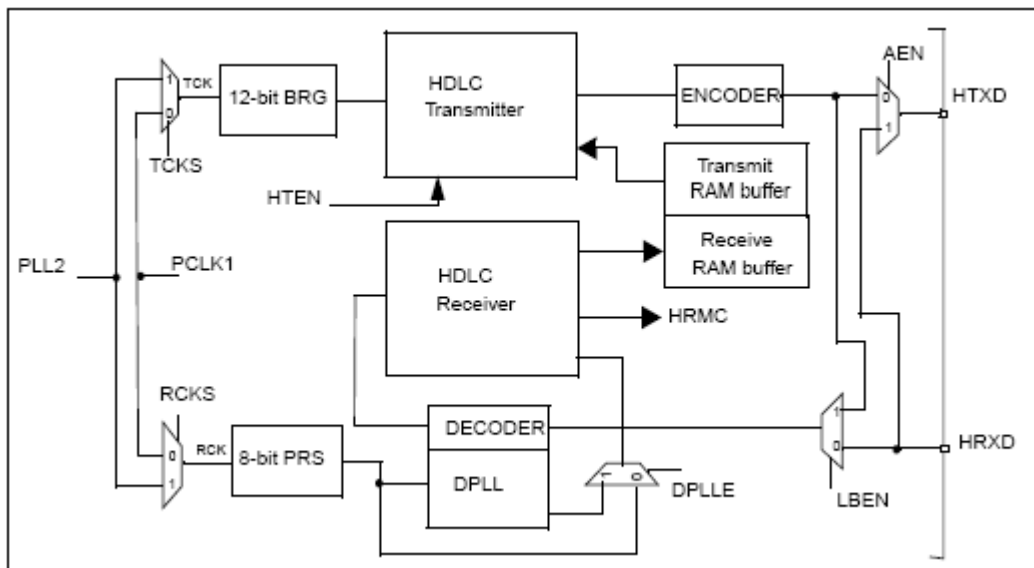 AEN
1
TCK
12-bit BRG
HDLC
Transmitter
ENCODER
0
HTXD
0
1
TCKS
Transmit
RAM buffer
HTEN
PLL2
PCLK1
HDLC
Receiver
Receive
RAM buffer
HRMC
RCKS
1
DECODER
0
HRXD
0
RCK
8-bit PRS
1
DPLL
1
0
DPLLE
LBEN